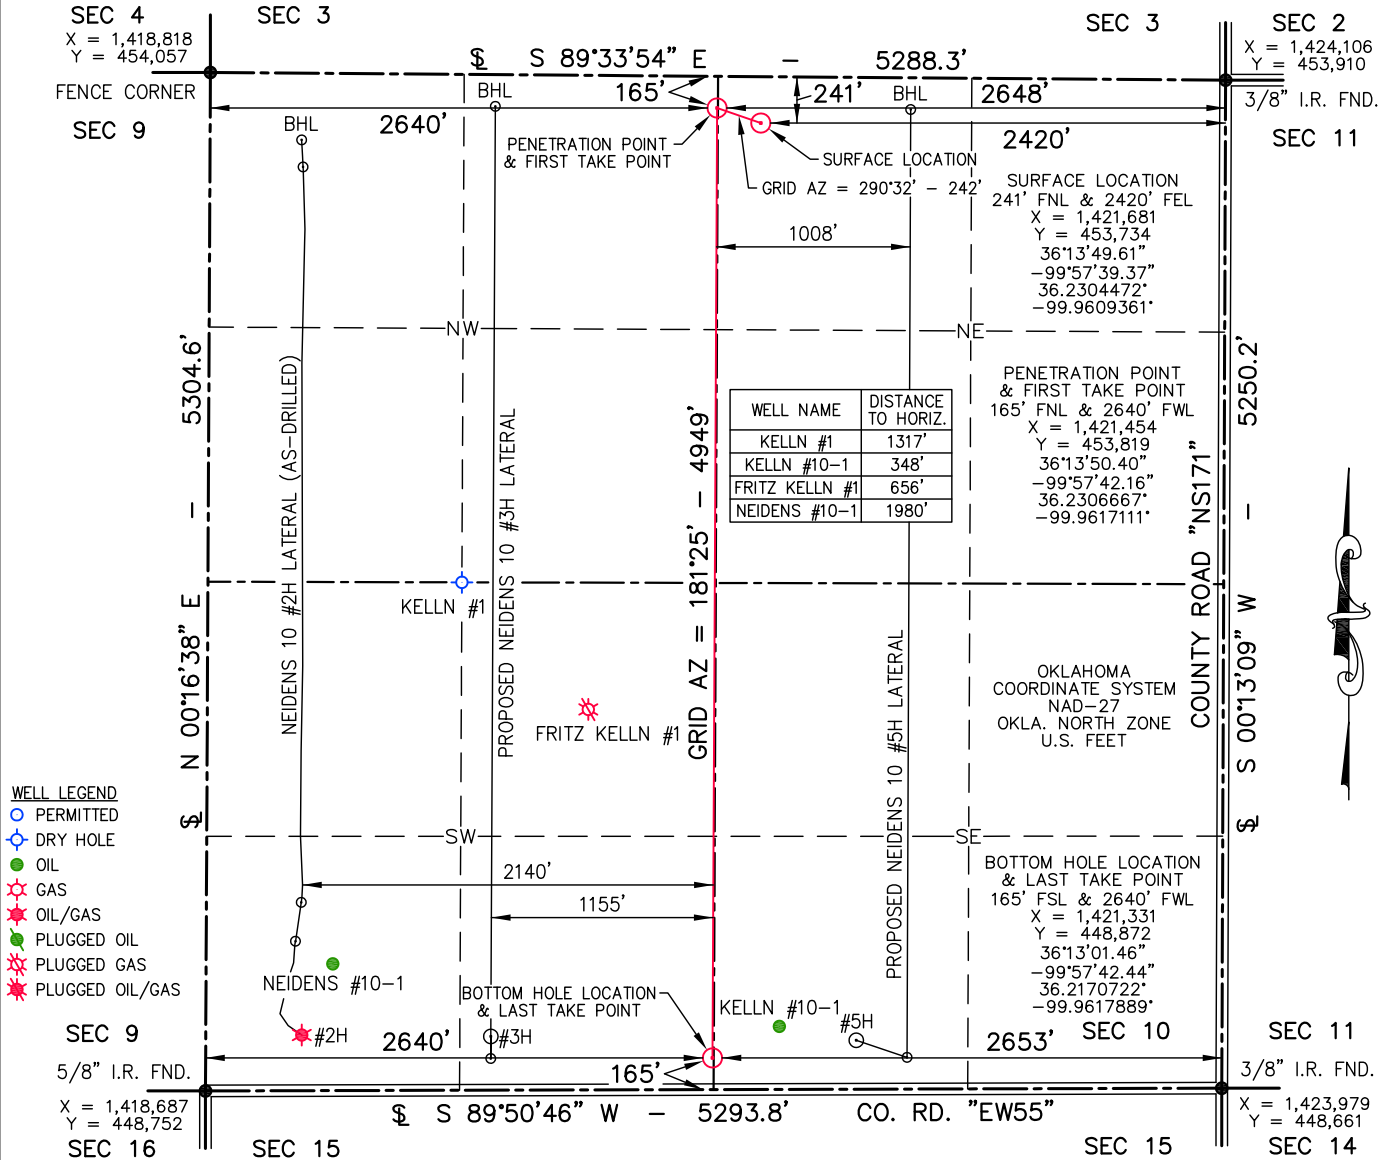 SEC 4
SEC 3
SEC 3
SEC 2
X = 1,418,818
Y = 454,057
℄ S 89°33'54" E - 5288.3'
X = 1,424,106
Y = 453,910
FENCE CORNER
BHL
165'
241'
BHL
2648'
3/8" I.R. FND.
SEC 9
BHL
2640'
2420'
SEC 11
PENETRATION POINT
& FIRST TAKE POINT
SURFACE LOCATION
GRID AZ = 290°32' - 242'
SURFACE LOCATION
241' FNL & 2420' FEL
X = 1,421,681
Y = 453,734
36°13'49.61"
-99°57'39.37"
36.2304472°
-99.9609361°
1008'
NW
NE
℄ N 00°16'38" E - 5304.6'
NEIDENS 10 #2H LATERAL (AS-DRILLED)
PROPOSED NEIDENS 10 #3H LATERAL
GRID AZ = 181°25' - 4949'
WELL NAME DISTANCE
TO HORIZ.
KELLN #1 1317'
KELLN #10-1 348'
FRITZ KELLN #1 656'
NEIDENS #10-1 1980'
PENETRATION POINT
& FIRST TAKE POINT
165' FNL & 2640' FWL
X = 1,421,454
Y = 453,819
36°13'50.40"
-99°57'42.16"
36.2306667°
-99.9617111°
COUNTY ROAD "NS171"
℄ S 00°13'09" W - 5250.2'
KELLN #1
FRITZ KELLN #1
PROPOSED NEIDENS 10 #5H LATERAL
OKLAHOMA
COORDINATE SYSTEM
NAD-27
OKLA. NORTH ZONE
U.S. FEET
WELL LEGEND
PERMITTED
DRY HOLE
OIL
GAS
OIL/GAS
PLUGGED OIL
PLUGGED GAS
PLUGGED OIL/GAS
SW
SE
2140'
1155'
BOTTOM HOLE LOCATION
& LAST TAKE POINT
165' FSL & 2640' FWL
X = 1,421,331
Y = 448,872
36°13'01.46"
-99°57'42.44"
36.2170722°
-99.9617889°
NEIDENS #10-1
BOTTOM HOLE LOCATION
& LAST TAKE POINT
KELLN #10-1
#5H
SEC 9
#2H
2640'
#3H
SEC 10
2653'
SEC 11
5/8" I.R. FND.
165'
3/8" I.R. FND.
X = 1,418,687
Y = 448,752
℄ S 89°50'46" W - 5293.8'
CO. RD. "EW55"
X = 1,423,979
Y = 448,661
SEC 16
SEC 15
SEC 15
SEC 14